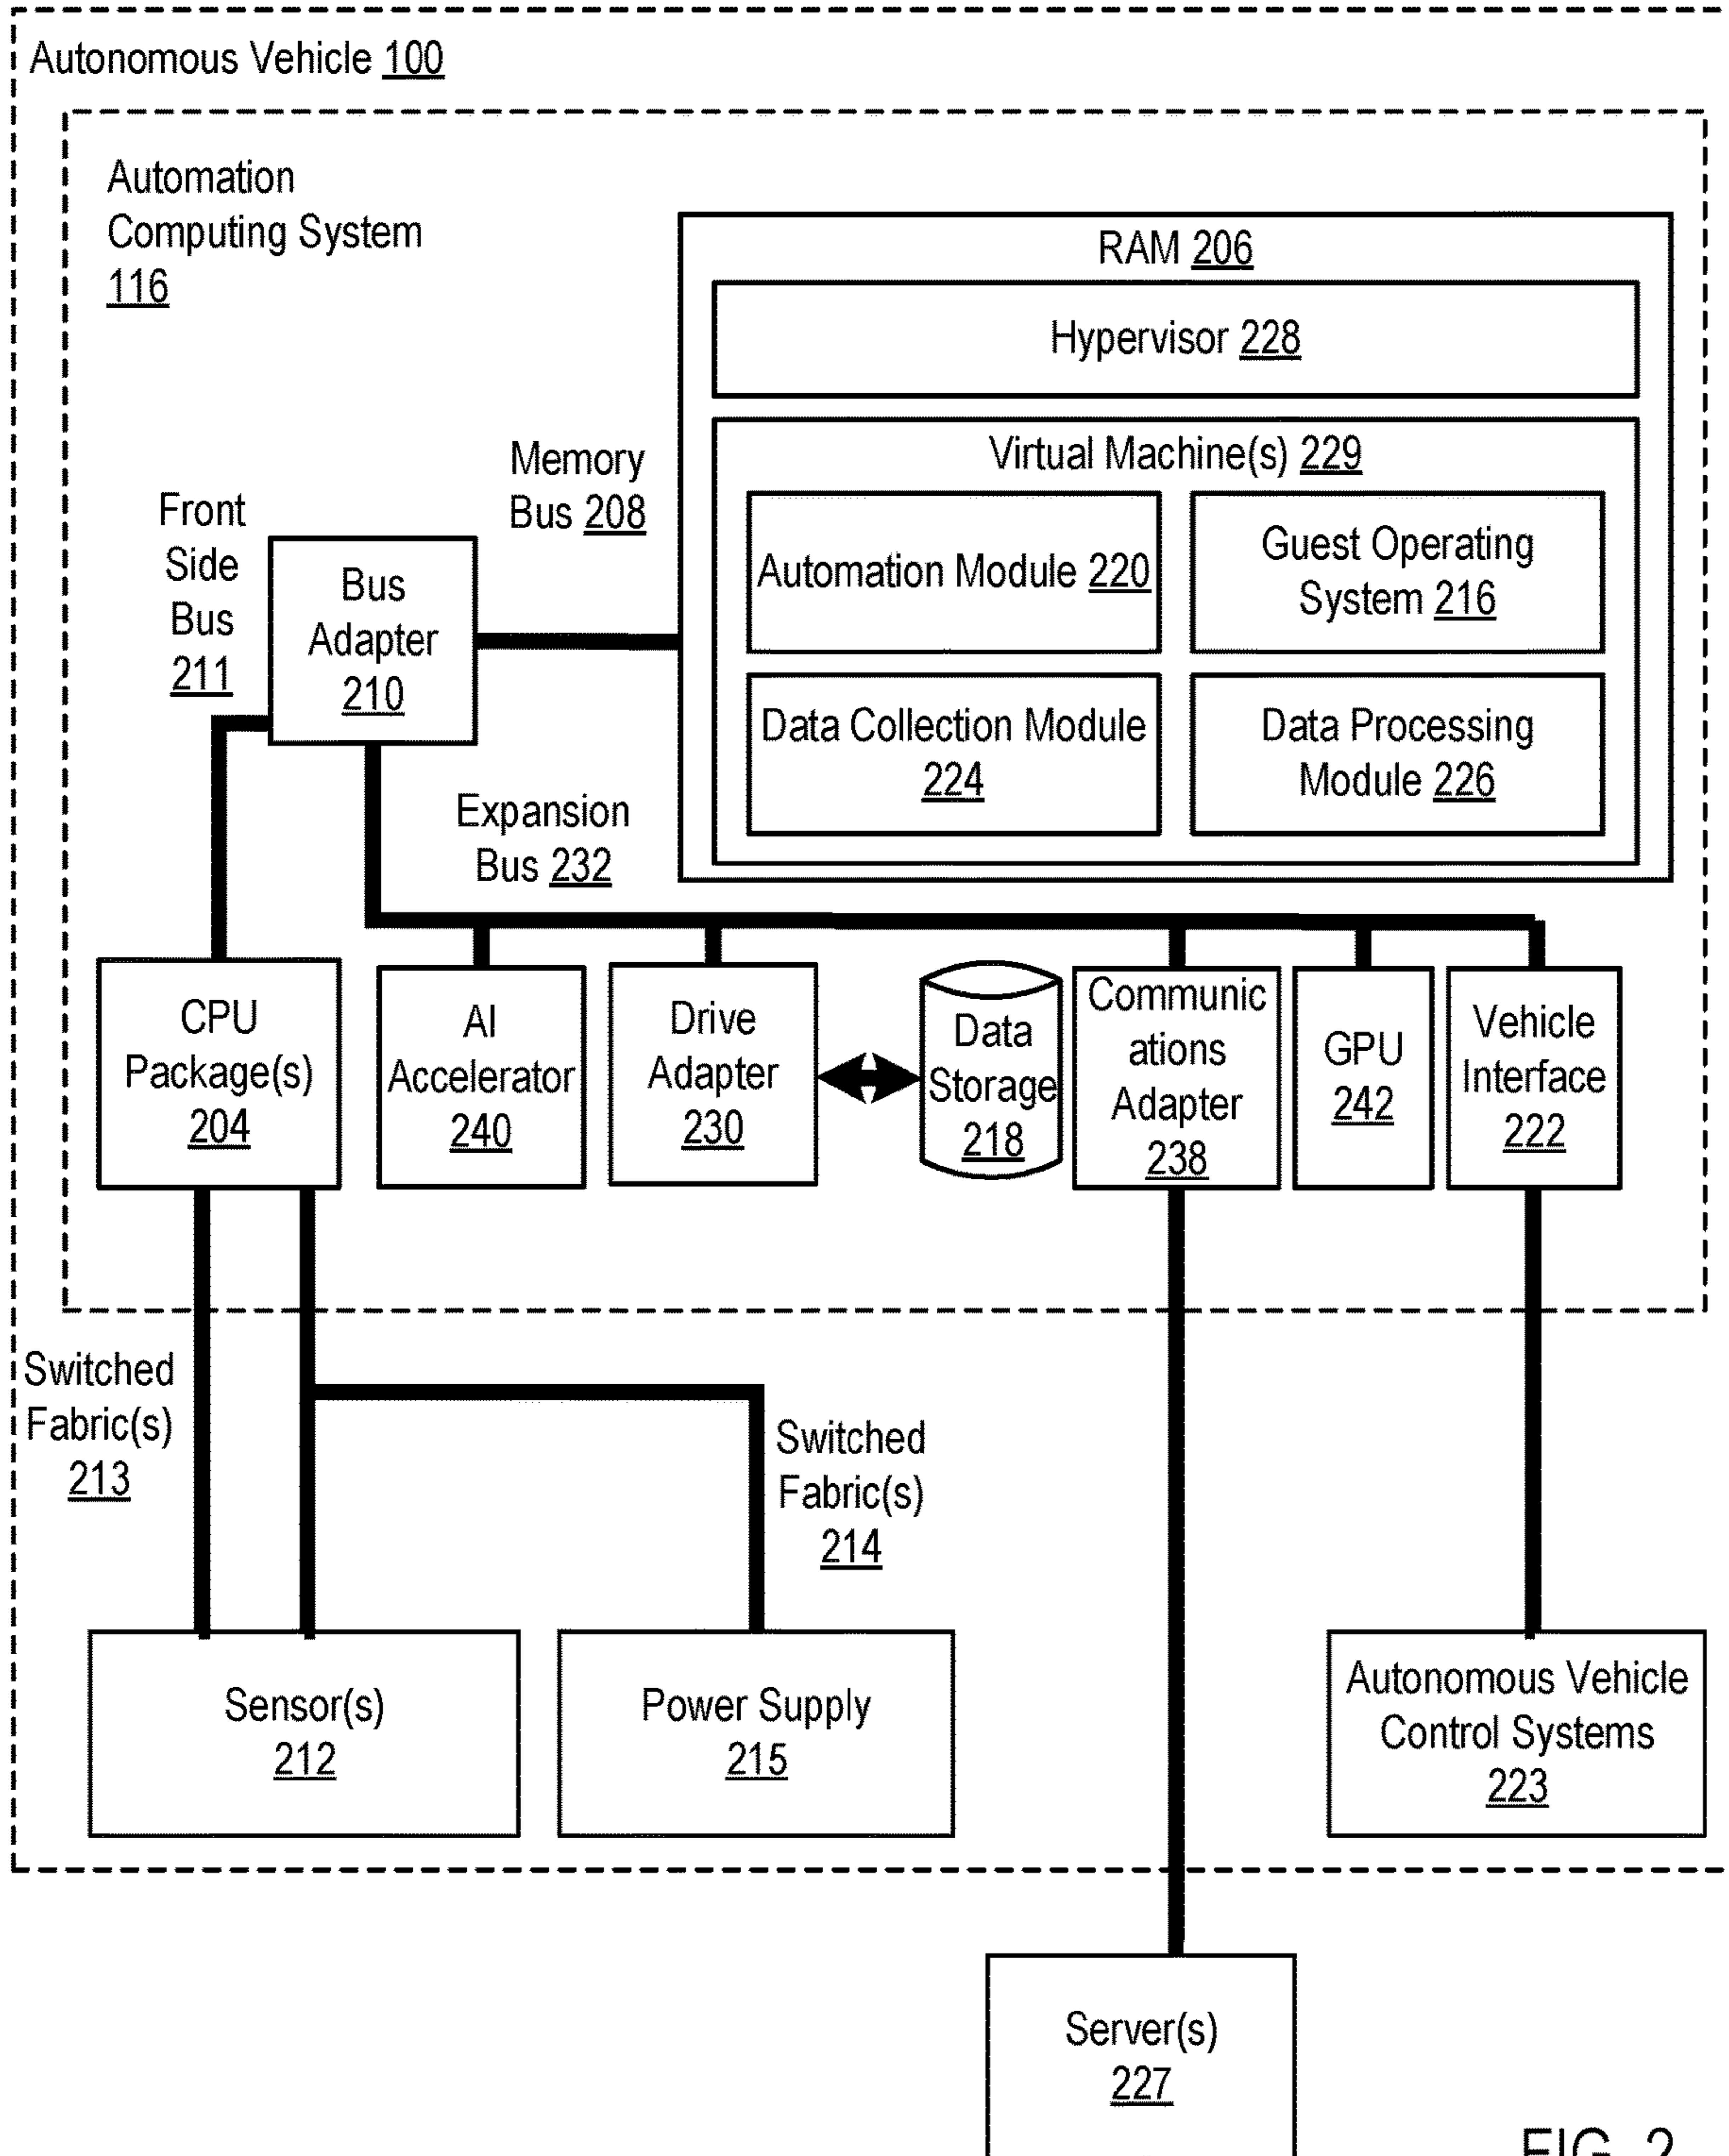 Autonomous Vehicle 100
Automation
Computing System
116
RAM 206
Hypervisor 228
Virtual Machine(s) 229
Automation Module 220
Guest Operating
System 216
Data Collection Module
224
Data Processing
Module 226
Memory
Bus 208
Front
Side
Bus
211
Bus
Adapter
210
Expansion
Bus 232
CPU
Package(s)
204
AI
Accelerator
240
Drive
Adapter
230
Data
Storage
218
Communic
ations
Adapter
238
GPU
242
Vehicle
Interface
222
Switched
Fabric(s)
213
Switched
Fabric(s)
214
Sensor(s)
212
Power Supply
215
Autonomous Vehicle
Control Systems
223
Server(s)
227
FIG. 2